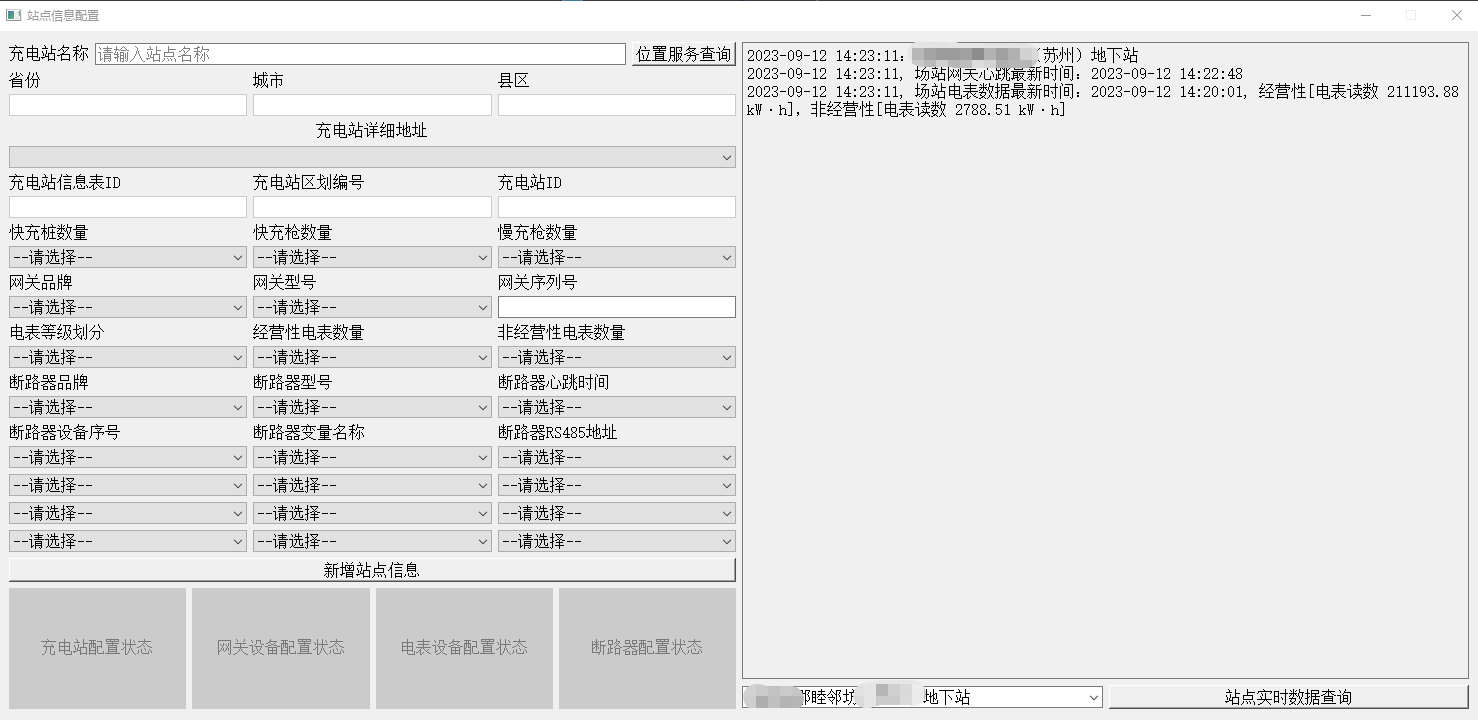 站点信息配置
充电站名称 请输入站点名称 位置服务查询
省份 城市 县区
充电站详细地址
充电站信息表ID 充电站区划编号 充电站ID
快充桩数量 快充枪数量 慢充枪数量
--请选择-- --请选择-- --请选择--
网关品牌 网关型号 网关序列号
--请选择-- --请选择--
电表等级划分 经营性电表数量 非经营性电表数量
--请选择-- --请选择-- --请选择--
断路器品牌 断路器型号 断路器心跳时间
--请选择-- --请选择-- --请选择--
断路器设备序号 断路器变量名称 断路器RS485地址
--请选择-- --请选择-- --请选择--
--请选择-- --请选择-- --请选择--
--请选择-- --请选择-- --请选择--
--请选择-- --请选择-- --请选择--
新增站点信息
充电站配置状态 网关设备配置状态 电表设备配置状态 断路器配置状态
2023-09-12 14:23:11: (苏州) 地下站
2023-09-12 14:23:11, 场站网关心跳最新时间: 2023-09-12 14:22:48
2023-09-12 14:23:11, 场站电表数据最新时间: 2023-09-12 14:20:01, 经营性[电表读数 211193.88
kW·h], 非经营性[电表读数 2788.51 kW·h]
睦邻坊 地下站 站点实时数据查询